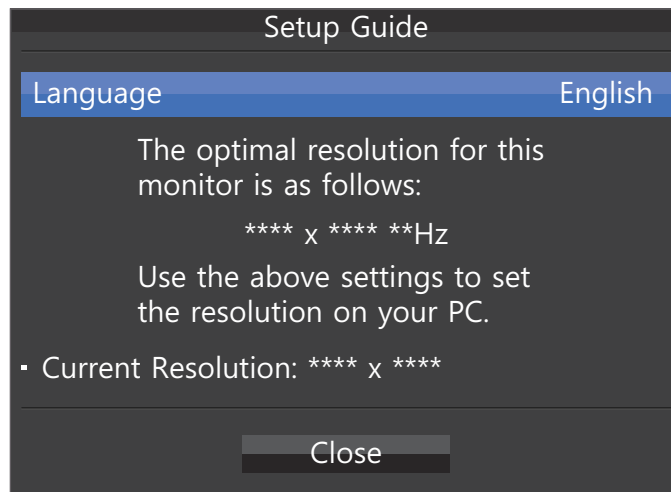 Setup Guide
Language English
The optimal resolution for this
monitor is as follows:
**** x **** **Hz
Use the above settings to set
the resolution on your PC.
Current Resolution: **** x ****
Close